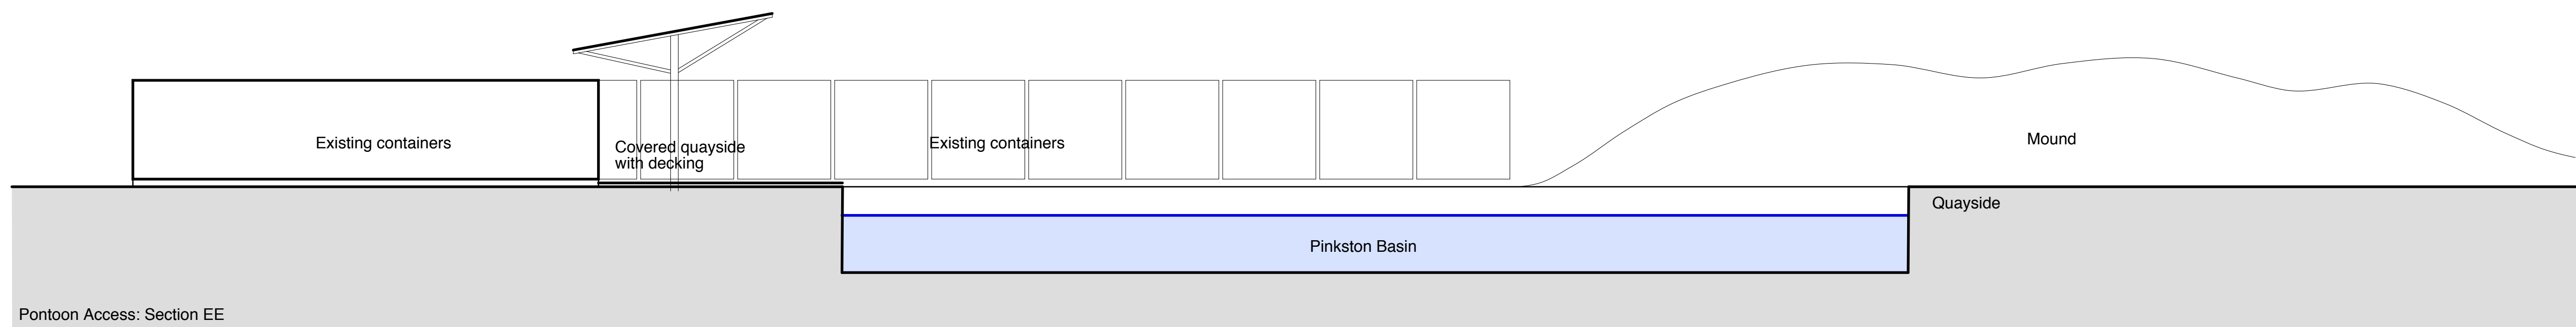 Existing containers
Covered quayside
with decking
Existing containers
Mound
Quayside
Pinkston Basin
Pontoon Access: Section EE